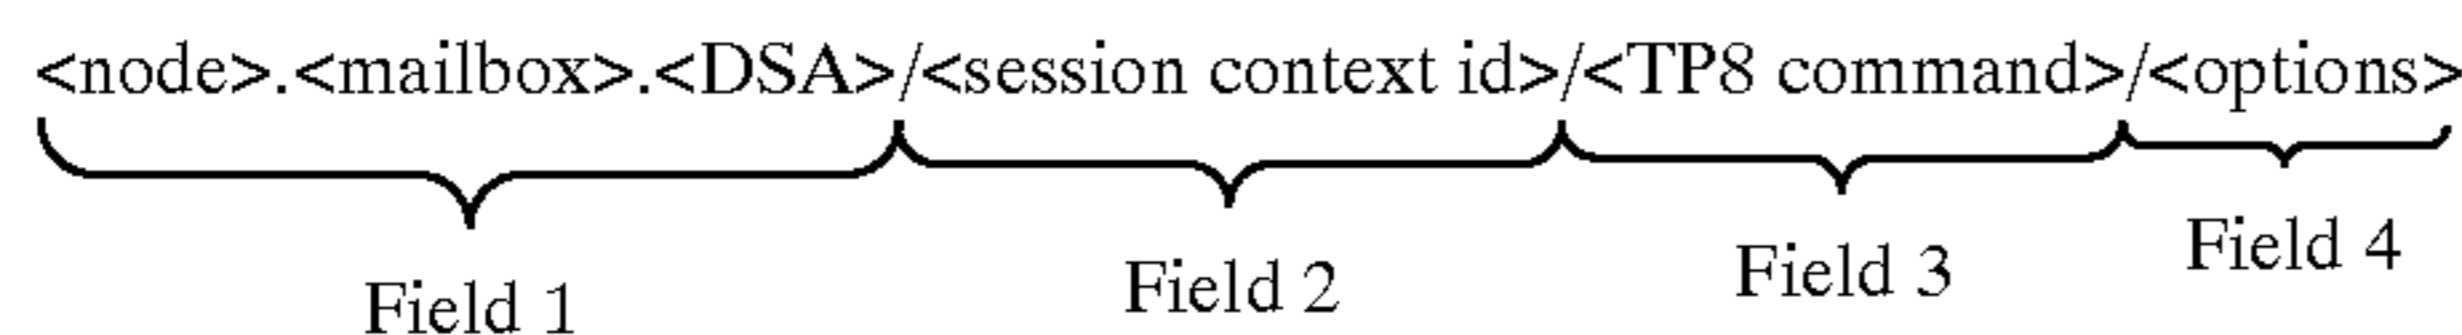 <node>.<mailbox>.<DSA>/<session context id>/<TP8 command>/<options>
Field 1 Field 2 Field 3 Field 4